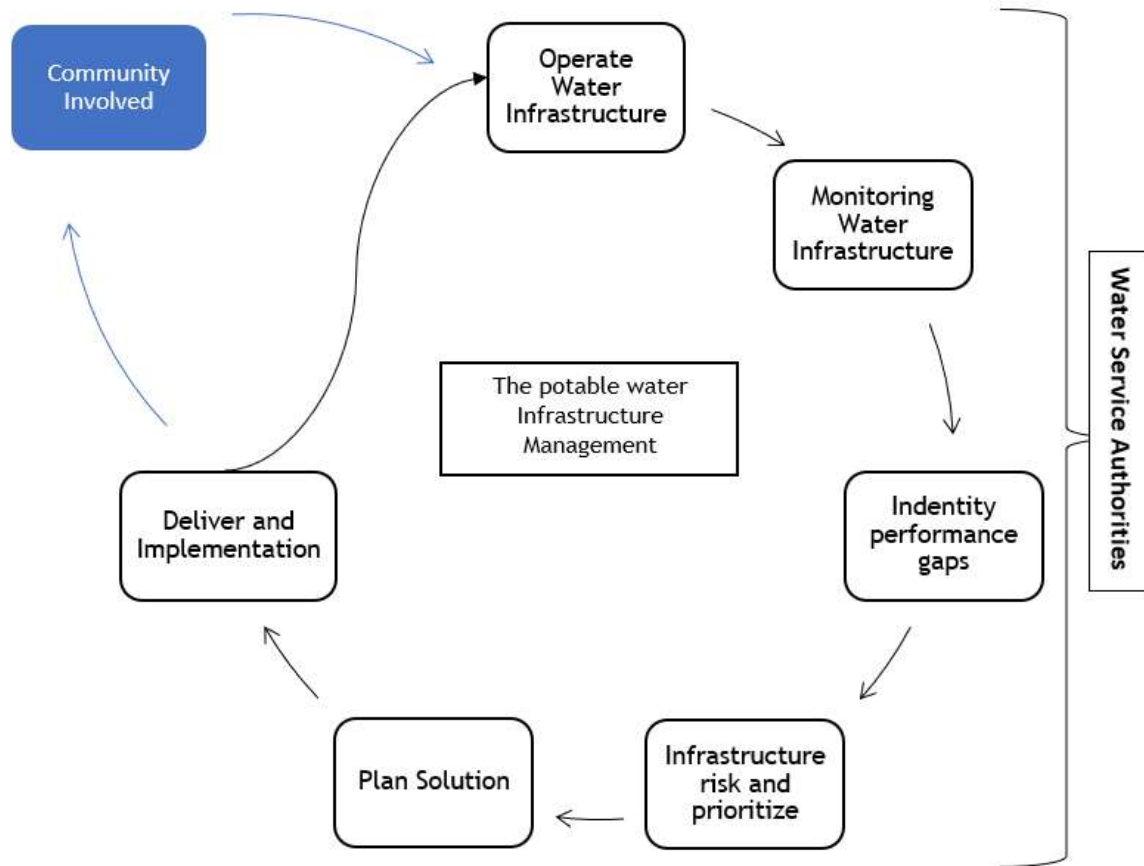 Community
Involved
Operate
Water
Infrastructure
Monitoring
Water
Infrastructure
The potable water
Infrastructure
Management
Water Service Authorities
Deliver and
Implementation
Indentity
performance
gaps
Plan Solution
Infrastructure
risk and
prioritize